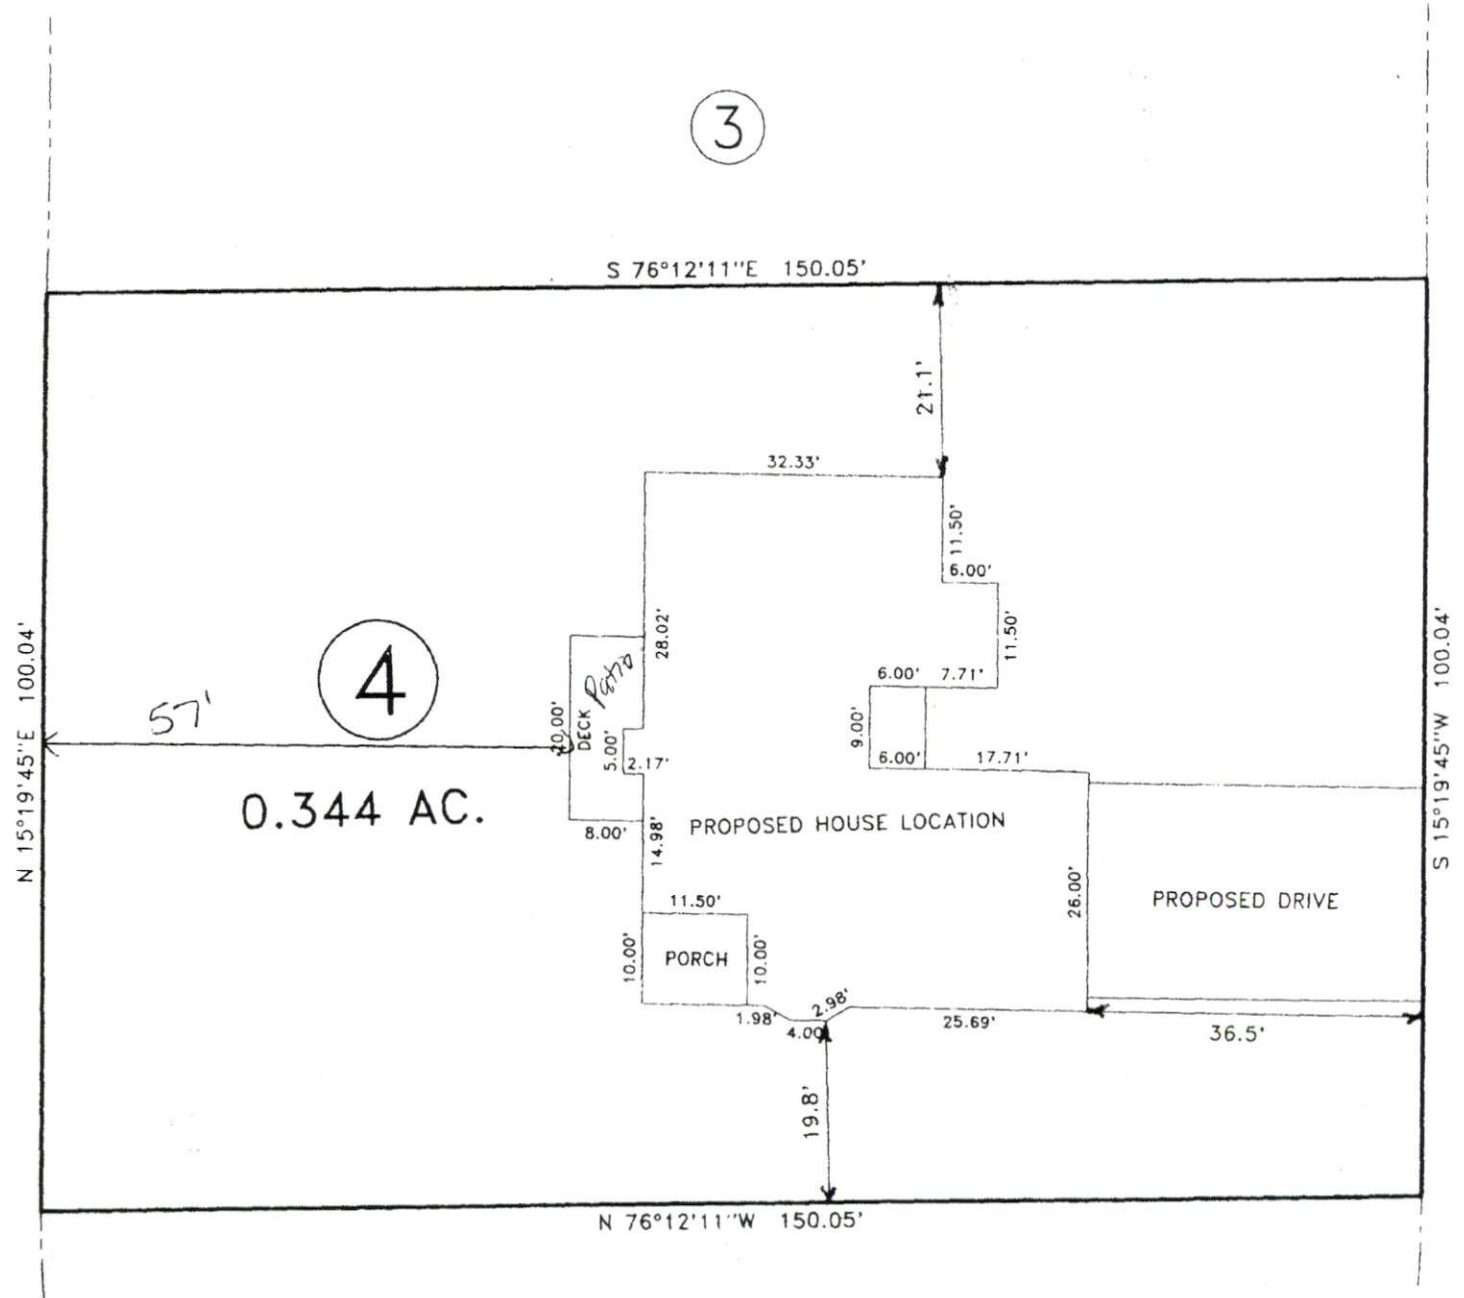 3
S 76°12'11"E 150.05'
21.1'
32.33'
11.50'
6.00'
11.50'
28.02'
N 15°19'45"E 100.04'
S 15°19'45"W 100.04'
4
57'
Patio
DECK
20.00'
5.00'
2.17'
6.00'
7.71'
9.00'
6.00'
17.71'
0.344 AC.
8.00'
14.98'
PROPOSED HOUSE LOCATION
26.00'
PROPOSED DRIVE
11.50'
10.00'
PORCH
10.00'
1.98'
4.00'
2.98'
25.69'
36.5'
19.8'
N 76°12'11"W 150.05'